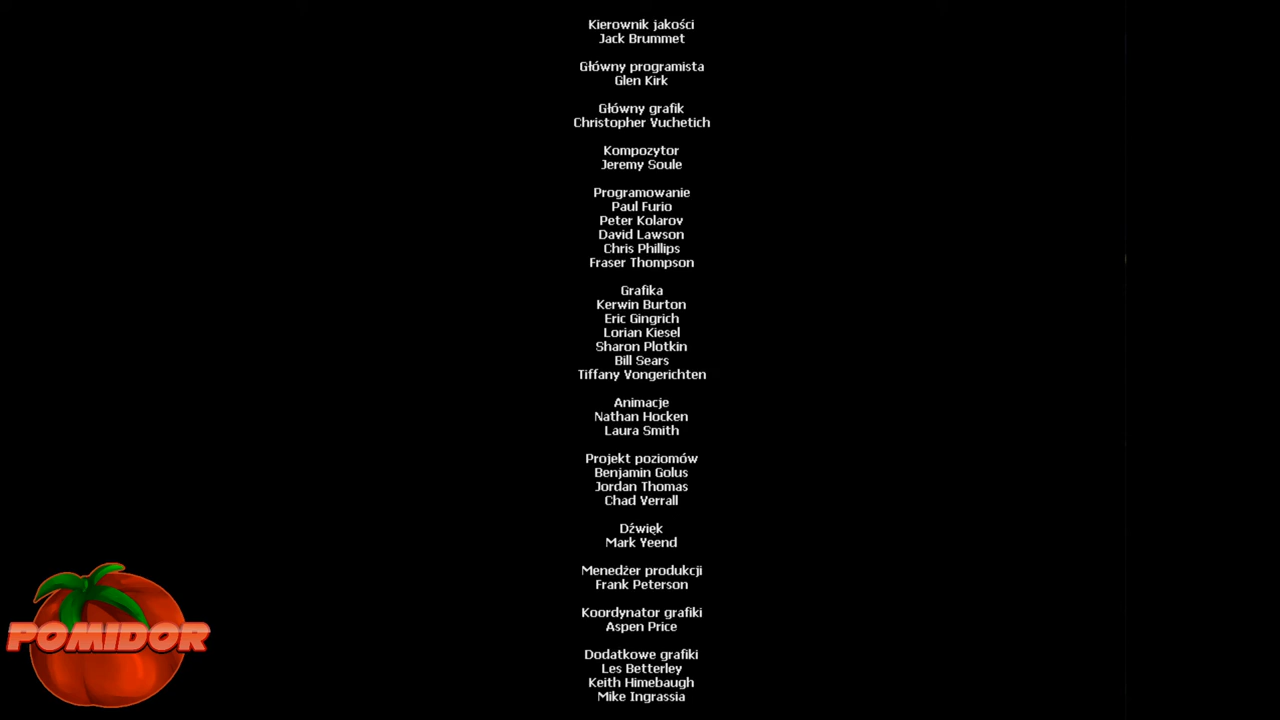 Kierownik jakości
Jack Brummet
Główny programista
Glen Kirk
Główny grafik
Christopher Vuchetich
Kompozytor
Jeremy Soule
Programowanie
Paul Furio
Peter Kolarov
David Lawson
Chris Phillips
Fraser Thompson
Grafika
Kerwin Burton
Eric Gingrich
Lorian Kiesel
Sharon Plotkin
Bill Sears
Tiffany Vongerichten
Animacje
Nathan Hocken
Laura Smith
Projekt poziomów
Benjamin Golus
Jordan Thomas
Chad Verrall
Dźwięk
Mark Yeend
Menedżer produkcji
Frank Peterson
Koordynator grafiki
Aspen Price
Dodatkowe grafiki
Les Betterley
Keith Himebaugh
Mike Ingrassia
POMIDOR